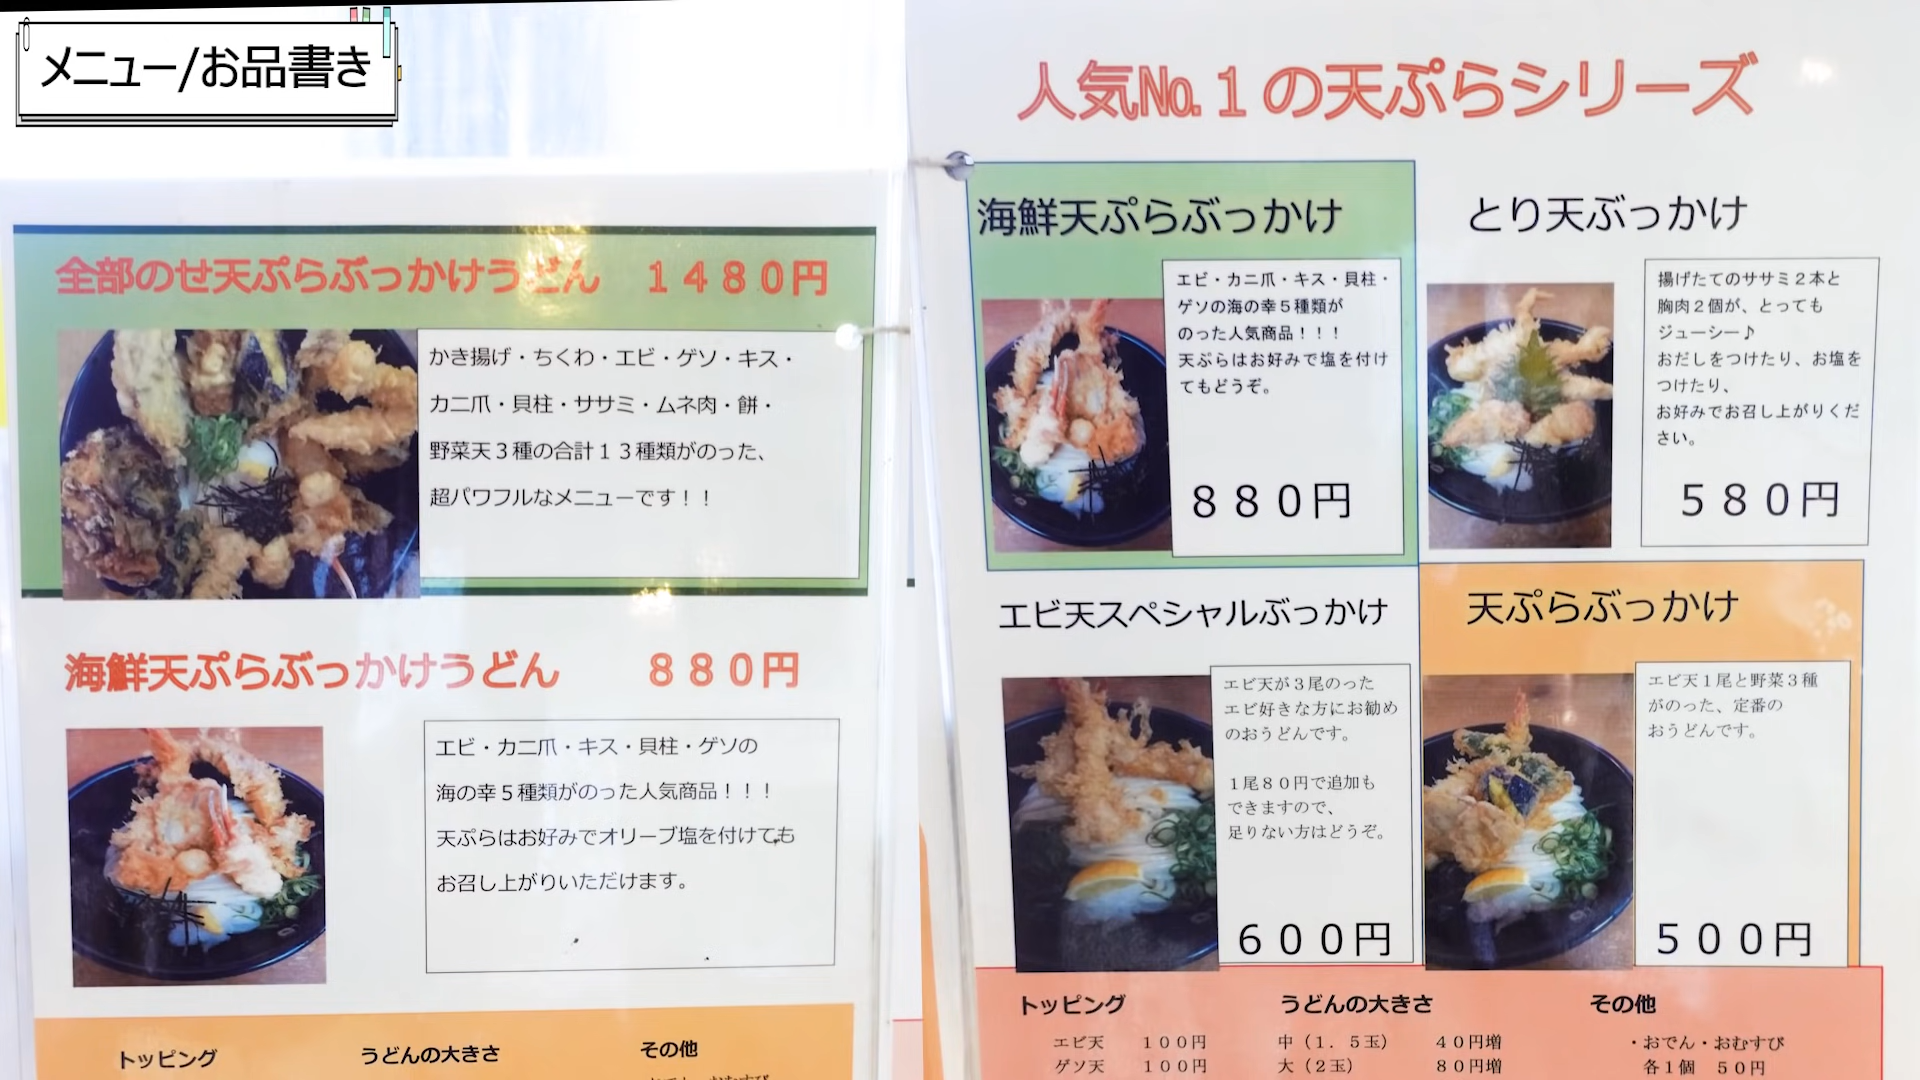 メニュー/お品書き
全部のせ天ぷらぶっかけうどん　１４８０円
かき揚げ・ちくわ・エビ・ゲソ・キス・
カニ爪・貝柱・ササミ・ムネ肉・餅・
野菜天３種の合計１３種類がのった、
超パワフルなメニューです！！
海鮮天ぷらぶっかけうどん　８８０円
エビ・カニ爪・キス・貝柱・ゲソの
海の幸５種類がのった人気商品！！！
天ぷらはお好みでオリーブ塩を付けても
お召し上がりいただけます。
トッピング　うどんの大きさ　その他
人気№１の天ぷらシリーズ
海鮮天ぷらぶっかけ
エビ・カニ爪・キス・貝柱・
ゲソの海の幸５種類が
のった人気商品！！！
天ぷらはお好みで塩を付け
てもどうぞ。
８８０円
とり天ぶっかけ
揚げたてのササミ２本と
胸肉２個が、とっても
ジューシー♪
おだしをつけたり、お塩を
つけたり、
お好みでお召し上がりくだ
さい。
５８０円
エビ天スペシャルぶっかけ
エビ天が３尾のった
エビ好きな方にお勧め
のおうどんです。
１尾８０円で追加も
できますので、
足りない方はどうぞ。
６００円
天ぷらぶっかけ
エビ天１尾と野菜３種
がのった、定番の
おうどんです。
５００円
トッピング　うどんの大きさ　その他
エビ天　１００円　中（１．５玉）　４０円増　・おでん・おむすび
ゲソ天　１００円　大（２玉）　８０円増　各１個　５０円